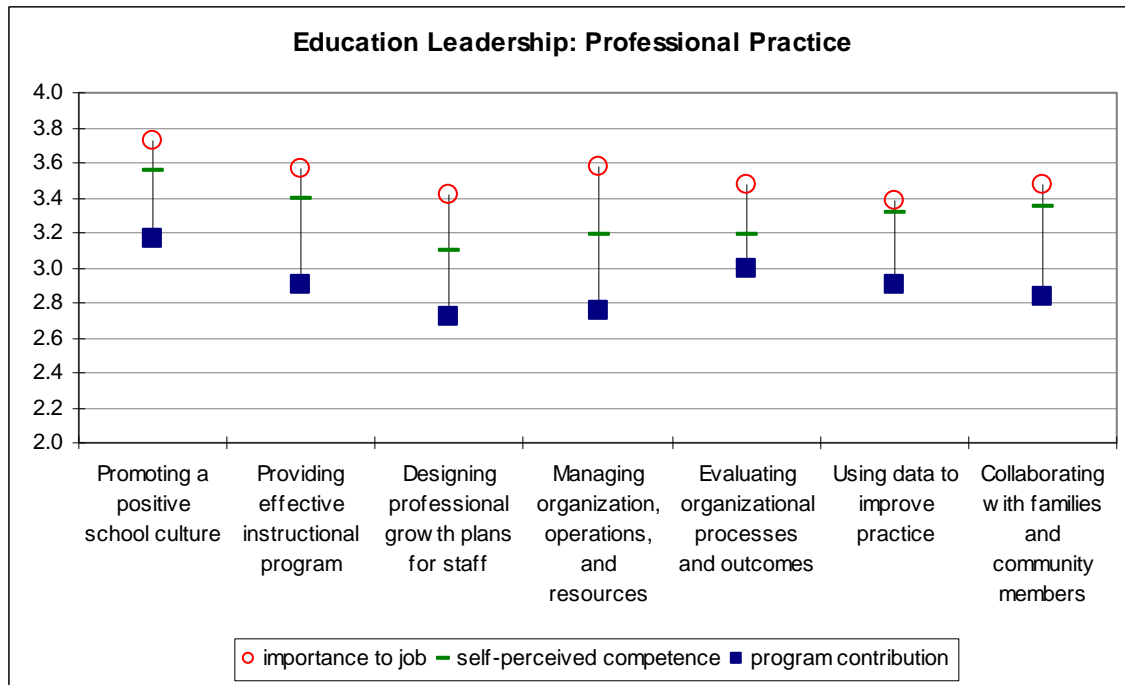 Education Leadership: Professional Practice
4.0
3.8
3.6
3.4
3.2
3.0
2.8
2.6
2.4
2.2
2.0
Promoting a
positive
school culture
Providing
effective
instructional
program
Designing
professional
growth plans
for staff
Managing
organization,
operations,
and
resources
Evaluating
organizational
processes
and outcomes
Using data to
improve
practice
Collaborating
with families
and
community
members
importance to job self-perceived competence program contribution